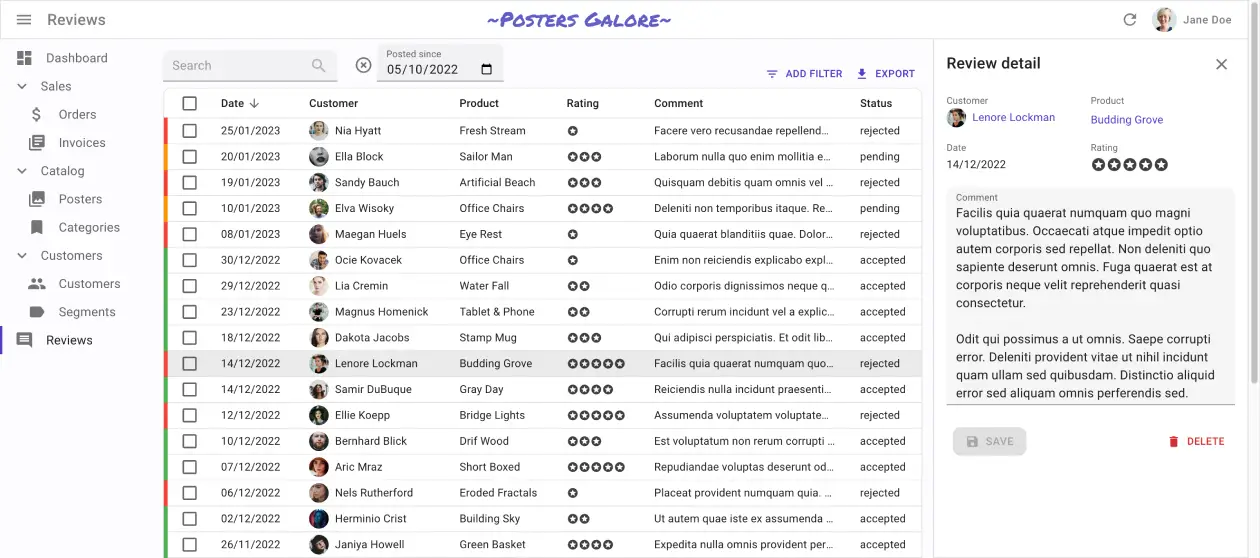 Reviews
~Posters Galore~
Jane Doe
Dashboard
Sales
Orders
Invoices
Catalog
Posters
Categories
Customers
Customers
Segments
Reviews
Search
Posted since
05/10/2022
ADD FILTER
EXPORT
Date Customer Product Rating Comment Status
25/01/2023 Nia Hyatt Fresh Stream Facere vero recusandae repellend... rejected
20/01/2023 Ella Block Sailor Man Laborum nulla quo enim mollitia e... pending
19/01/2023 Sandy Bauch Artificial Beach Quisquam debitis quam omnis vel ... rejected
10/01/2023 Elva Wisoky Office Chairs Deleniti non temporibus itaque. Re... pending
08/01/2023 Maegan Huels Eye Rest Quia quaerat blanditiis quae. Dolor... rejected
30/12/2022 Ocie Kovacek Office Chairs Enim non reiciendis explicabo expl... accepted
29/12/2022 Lia Cremin Water Fall Odio corporis dignissimos neque q... accepted
23/12/2022 Magnus Homenick Tablet & Phone Corrupti rerum incidunt vel a explic... accepted
18/12/2022 Dakota Jacobs Stamp Mug Qui adipisci perspiciatis. Et odit lib... accepted
14/12/2022 Lenore Lockman Budding Grove Facilis quia quaerat numquam quo... rejected
14/12/2022 Samir DuBuque Gray Day Reiciendis nulla incidunt praesenti... accepted
12/12/2022 Ellie Koepp Bridge Lights Assumenda voluptatem voluptate... rejected
10/12/2022 Bernhard Blick Drif Wood Est voluptatum non rerum corrupti ... accepted
07/12/2022 Aric Mraz Short Boxed Repudiandae voluptas deserunt od... accepted
06/12/2022 Nels Rutherford Eroded Fractals Placeat provident numquam quia. ... rejected
02/12/2022 Herminio Crist Building Sky Ut autem quae iste ex assumenda ... accepted
26/11/2022 Janiya Howell Green Basket Expedita nulla omnis provident per... accepted
Review detail
Customer Product
Lenore Lockman Budding Grove
Date Rating
14/12/2022
Comment
Facilis quia quaerat numquam quo magni
voluptatibus. Occaecati atque impedit optio
autem corporis sed repellat. Non deleniti quo
sapiente deserunt omnis. Fuga quaerat est at
corporis neque velit reprehenderit quasi
consectetur.
Odit qui possimus a ut omnis. Saepe corrupti
error. Deleniti provident vitae ut nihil incidunt
quam ullam sed quibusdam. Distinctio aliquid
error sed aliquam omnis perferendis sed.
SAVE
DELETE